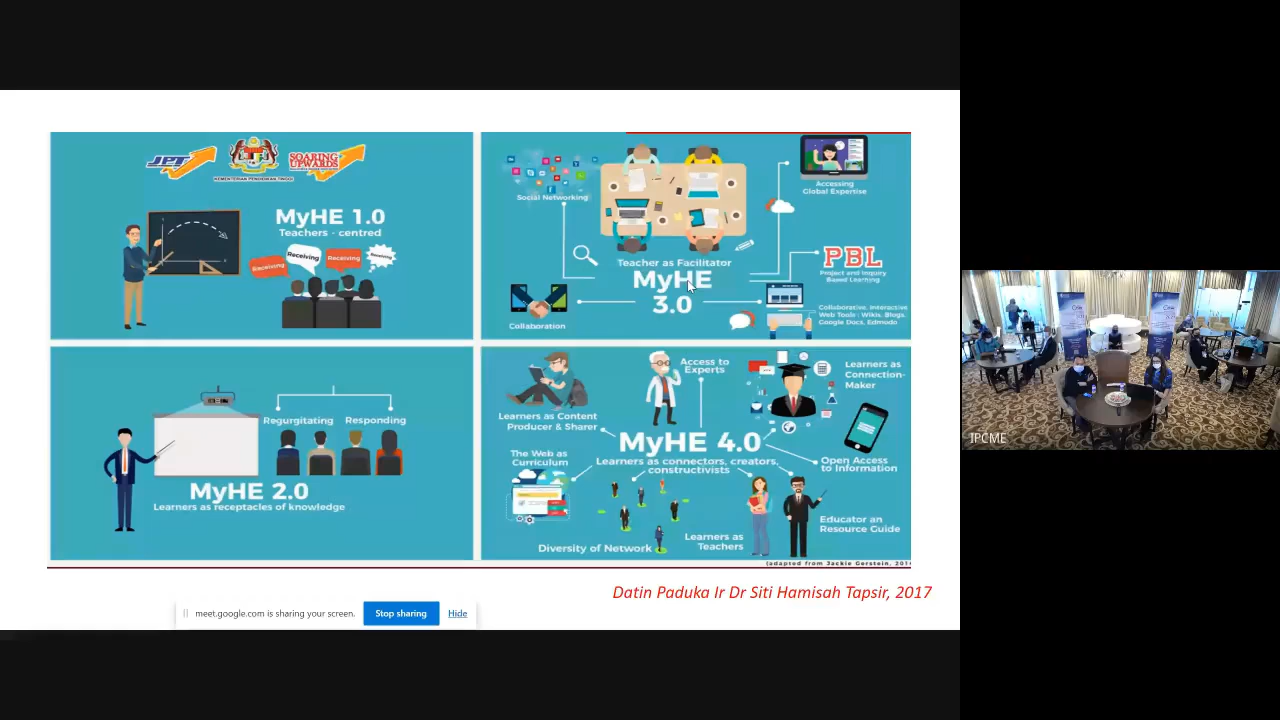 JPT
KEMENTERIAN PENDIDIKAN TINGGI
SOARING
UPWARDS
MyHE 1.0
Teachers - centred
Receiving
Receiving
Receiving
Receiving
Social Networking
Accessing
Global Expertise
Teacher as Facilitator
MyHE
3.0
PBL
Project and Inquiry
Based Learning
Collaboration
Collaborative, Interactive
Web Tools : Wikis, Blogs,
Google Docs, Edmudo
Regurgitating
Responding
MyHE 2.0
Learners as receptacles of knowledge
Access to
Experts
Learners as
Connection-
Maker
Learners as Content
Producer & Sharer
MyHE 4.0
Learners as connectors, creators,
constructivists
The Web as
Curriculum
Open Access
to Information
Educator an
Resource Guide
Learners as
Teachers
Diversity of Network
(adapted from Jackie Gerstein,
Datin Paduka Ir Dr Siti Hamisah Tapsir, 2017
meet.google.com is sharing your screen.
Stop sharing
Hide
IPCME